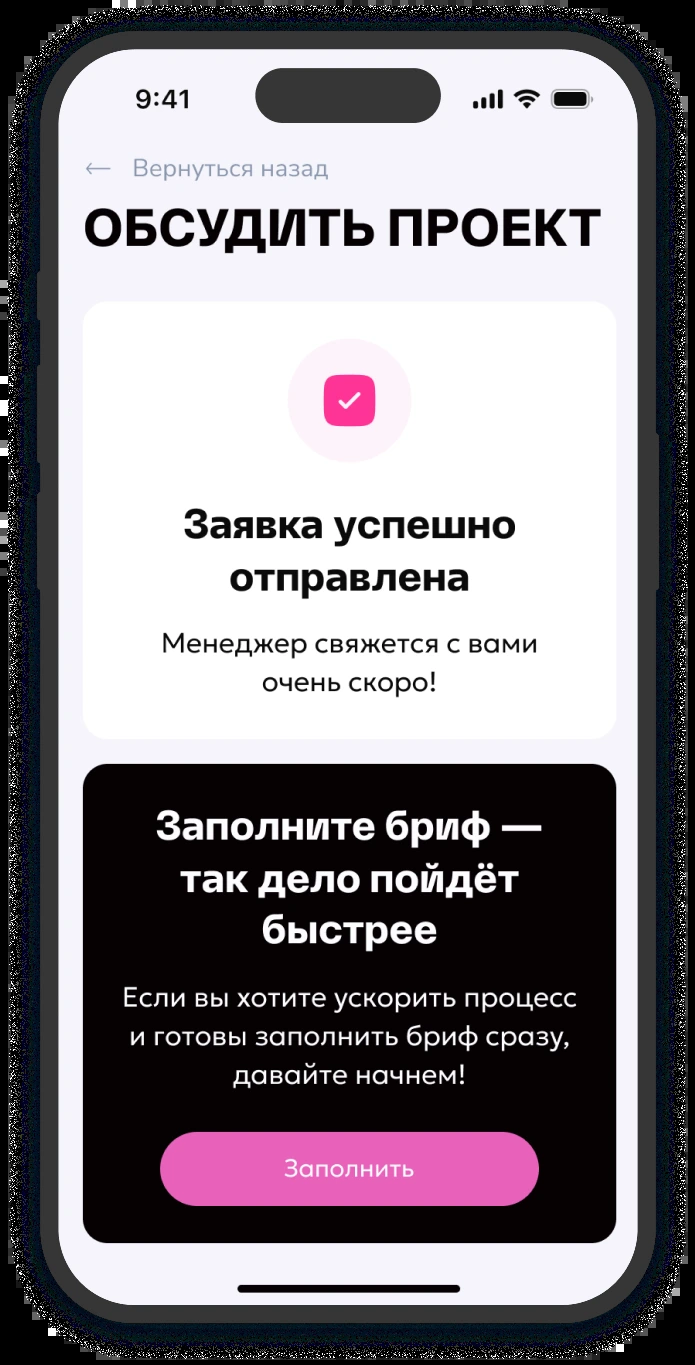 9:41
Вернуться назад
ОБСУДИТЬ ПРОЕКТ
Заявка успешно
отправлена
Менеджер свяжется с вами
очень скоро!
Заполните бриф —
так дело пойдёт
быстрее
Если вы хотите ускорить процесс
и готовы заполнить бриф сразу,
давайте начнем!
Заполнить